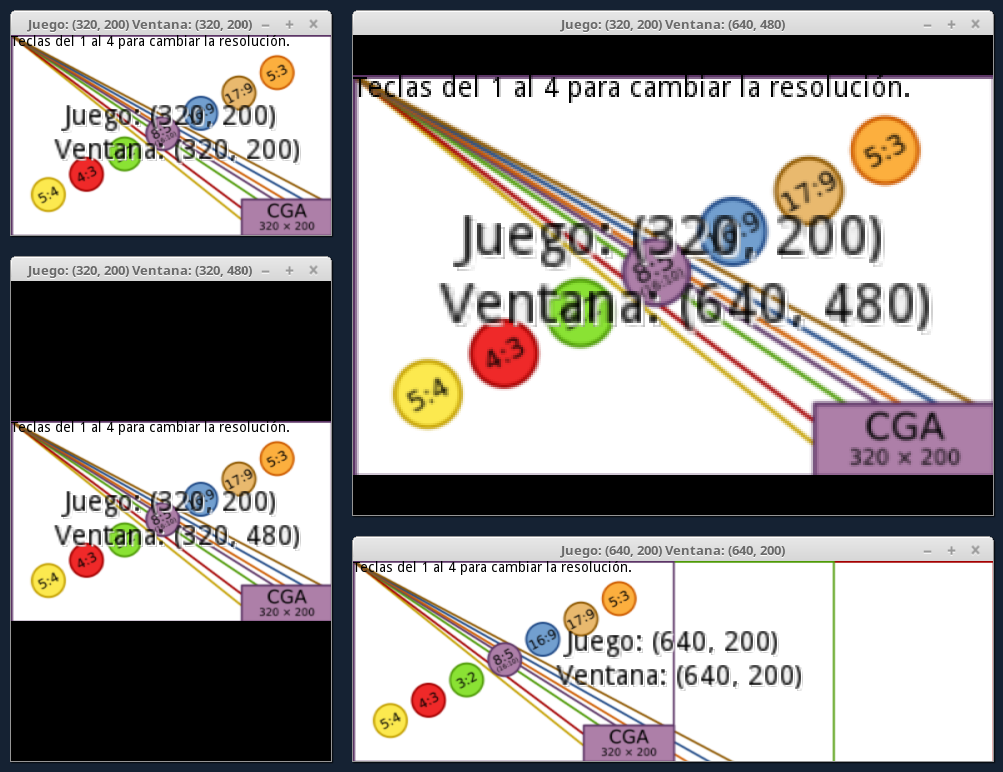 Juego: (320, 200) Ventana: (320, 200)
Teclas del 1 al 4 para cambiar la resolución.
5:3
17:9
Juego: (320, 200)
8:5
Ventana: (320, 200)
4:3
5:4
CGA
320 × 200
Juego: (320, 200) Ventana: (640, 480)
Teclas del 1 al 4 para cambiar la resolución.
5:3
17:9
Juego: (320, 200)
8:5
(16:10)
Ventana: (640, 480)
4:3
5:4
CGA
320 × 200
Juego: (320, 200) Ventana: (320, 480)
Teclas del 1 al 4 para cambiar la resolución.
5:3
17:9
Juego: (320, 200)
8:5
Ventana: (320, 480)
4:3
5:4
CGA
320 × 200
Juego: (640, 200) Ventana: (640, 200)
Teclas del 1 al 4 para cambiar la resolución.
5:3
17:9
16:9
Juego: (640, 200)
8:5
(16:10)
Ventana: (640, 200)
3:2
4:3
5:4
CGA
320 × 200